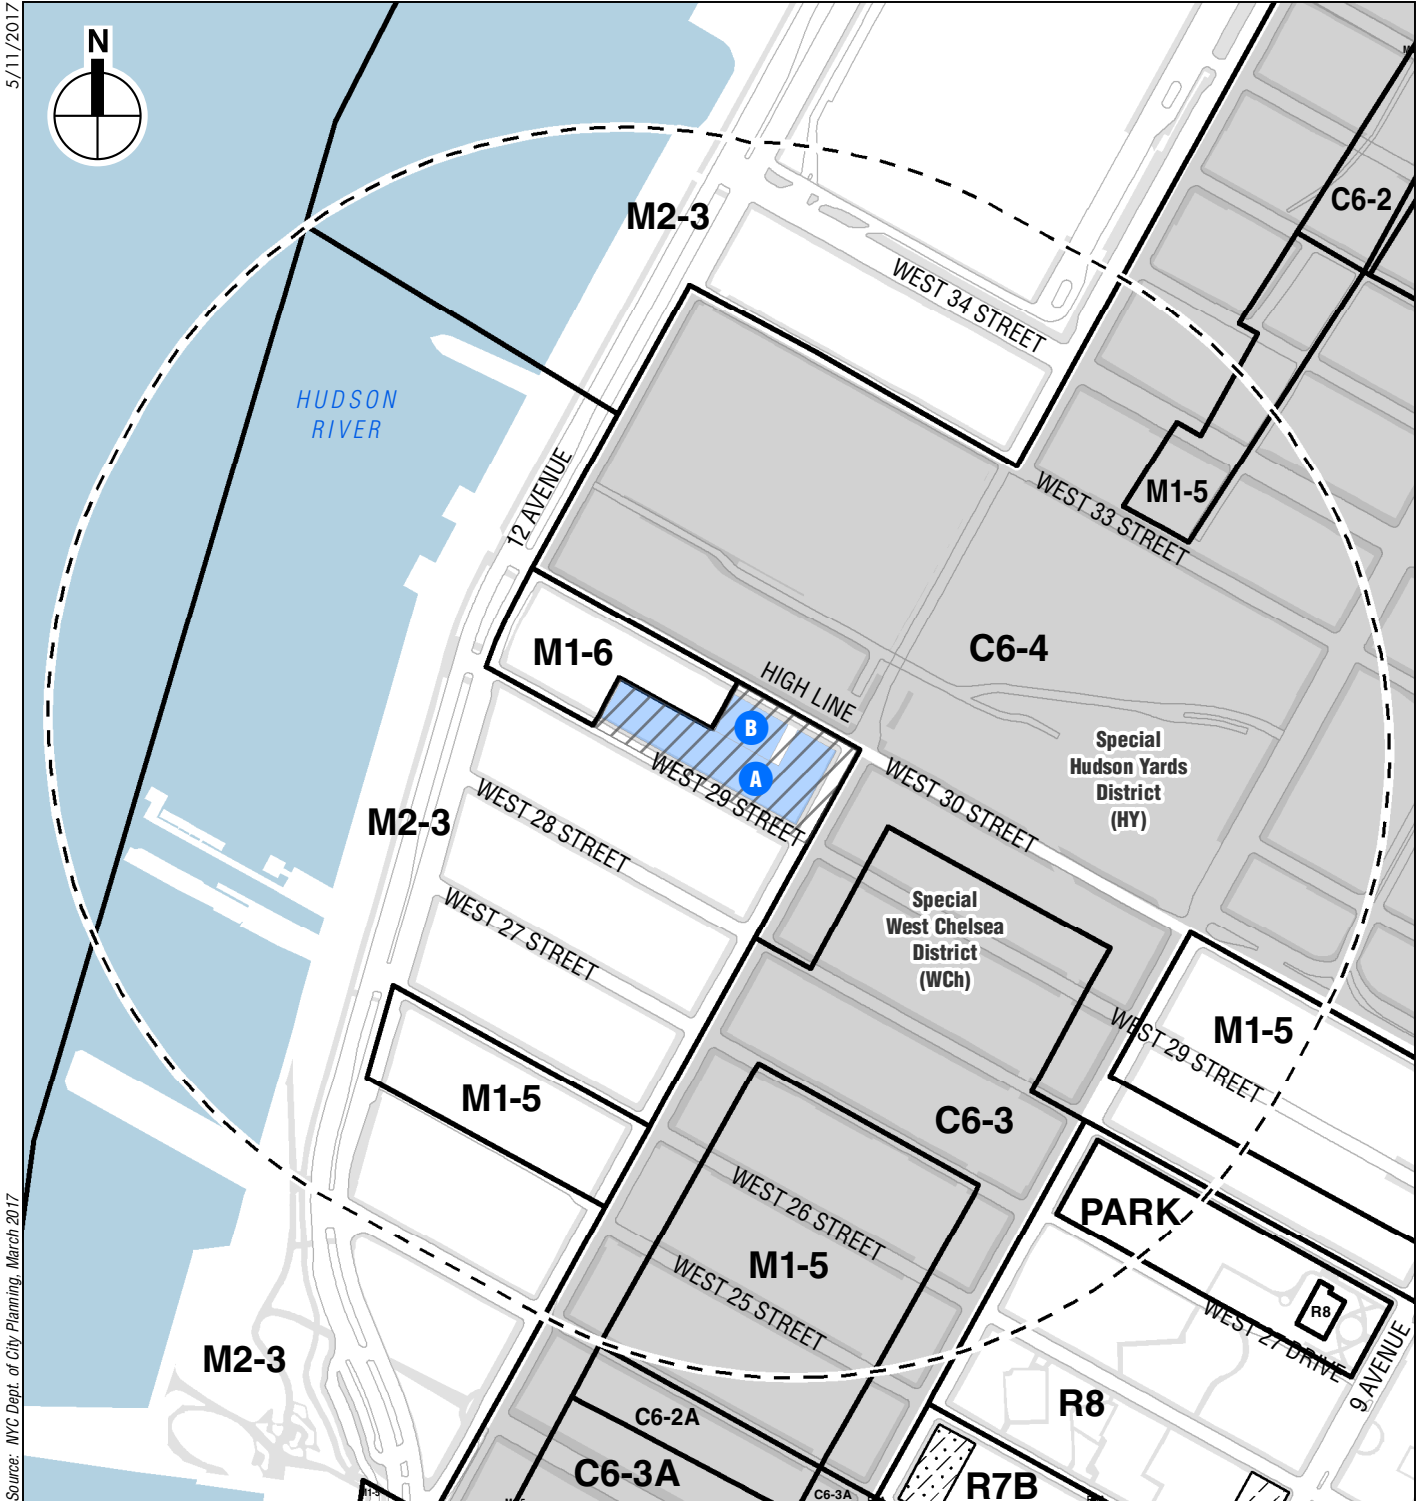 5/11/2017
N
C6-2
M2-3
WEST 34 STREET
HUDSON
RIVER
12 AVENUE
M1-5
WEST 33 STREET
M1-6
C6-4
HIGH LINE
B
A
WEST 29 STREET
Special
Hudson Yards
District
(HY)
WEST 30 STREET
M2-3
WEST 28 STREET
WEST 27 STREET
Special
West Chelsea
District
(WCh)
M1-5
WEST 29 STREET
M1-5
C6-3
WEST 26 STREET
PARK
M1-5
WEST 25 STREET
R8
WEST 27 DRIVE
9 AVENUE
M2-3
R8
C6-2A
C6-3A
C6-3A
R7B
Source: NYC Dept. of City Planning, March 2017